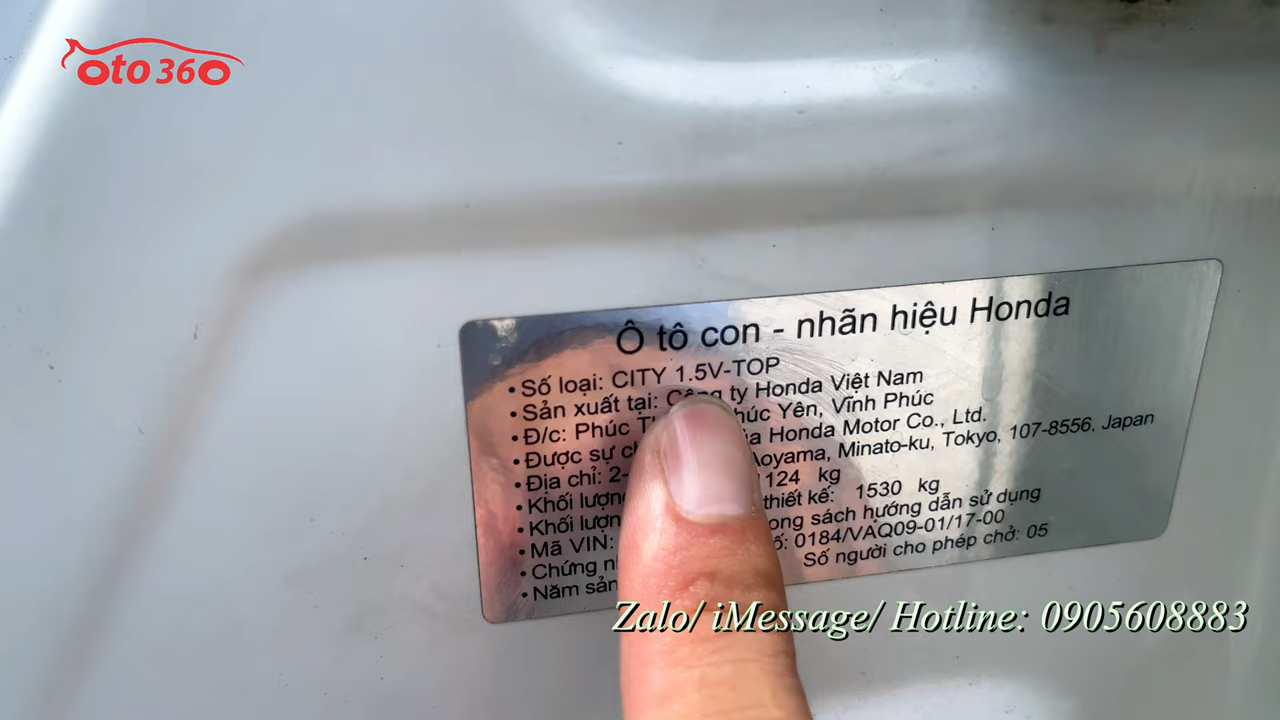 oto 360
Ô tô con - nhãn hiệu Honda
• Số loại: CITY 1.5V-TOP
• Sản xuất tại: Công ty Honda Việt Nam
• Đ/c: Phúc Yên, Vĩnh Phúc
• Được sự Honda Motor Co., Ltd.
• Địa chỉ: 2- Aoyama, Minato-ku, Tokyo, 107-8556, Japan
• Khối lượng 1124 kg
• Khối lượn thiết kế: 1530 kg
• Mã VIN: ong sách hướng dẫn sử dụng
• Chứng 0184/VAQ09-01/17-00
• Năm sản Số người cho phép chở: 05
Zalo/ iMessage/ Hotline: 0905608883